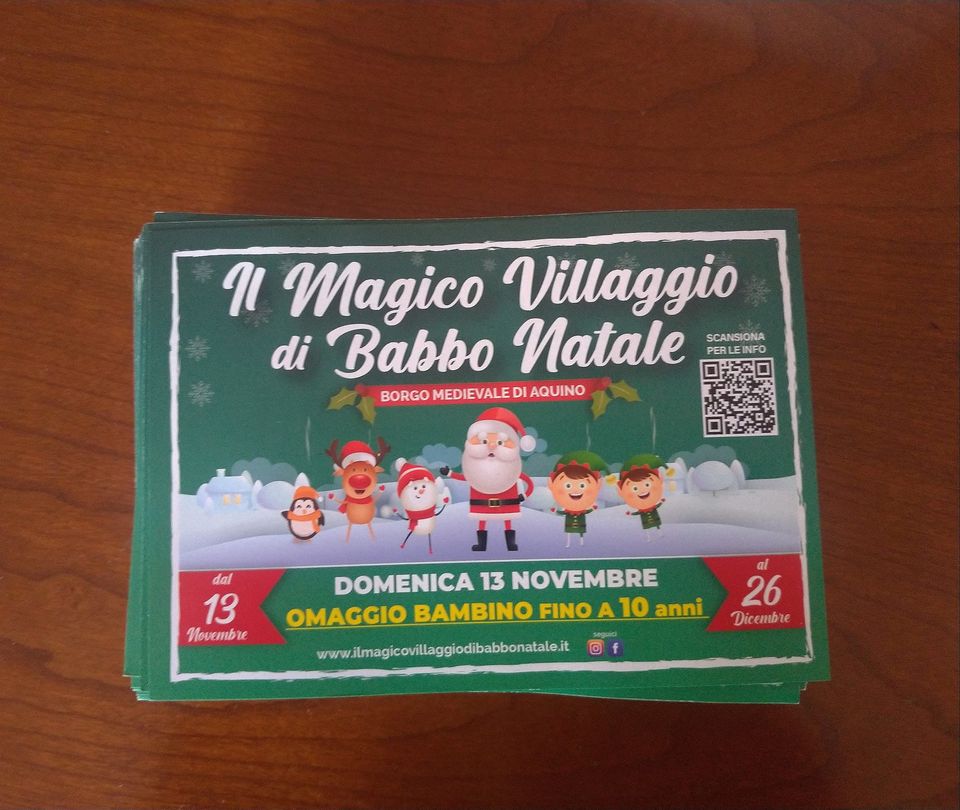 Il Magico Villaggio
di Babbo Natale
SCANSIONA
PER LE INFO
BORGO MEDIEVALE DI AQUINO
dal
13
Novembre
DOMENICA 13 NOVEMBRE
OMAGGIO BAMBINO FINO A 10 anni
al
26
Dicembre
www.ilmagicovillaggiodibabbonatale.it
seguici